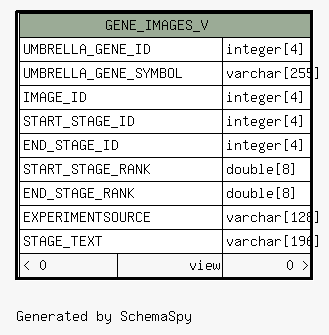 GENE_IMAGES_V
UMBRELLA_GENE_ID integer[4]
UMBRELLA_GENE_SYMBOL varchar[255]
IMAGE_ID integer[4]
START_STAGE_ID integer[4]
END_STAGE_ID integer[4]
START_STAGE_RANK double[8]
END_STAGE_RANK double[8]
EXPERIMENTSOURCE varchar[128]
STAGE_TEXT varchar[196]
< 0 view 0 >
Generated by SchemaSpy